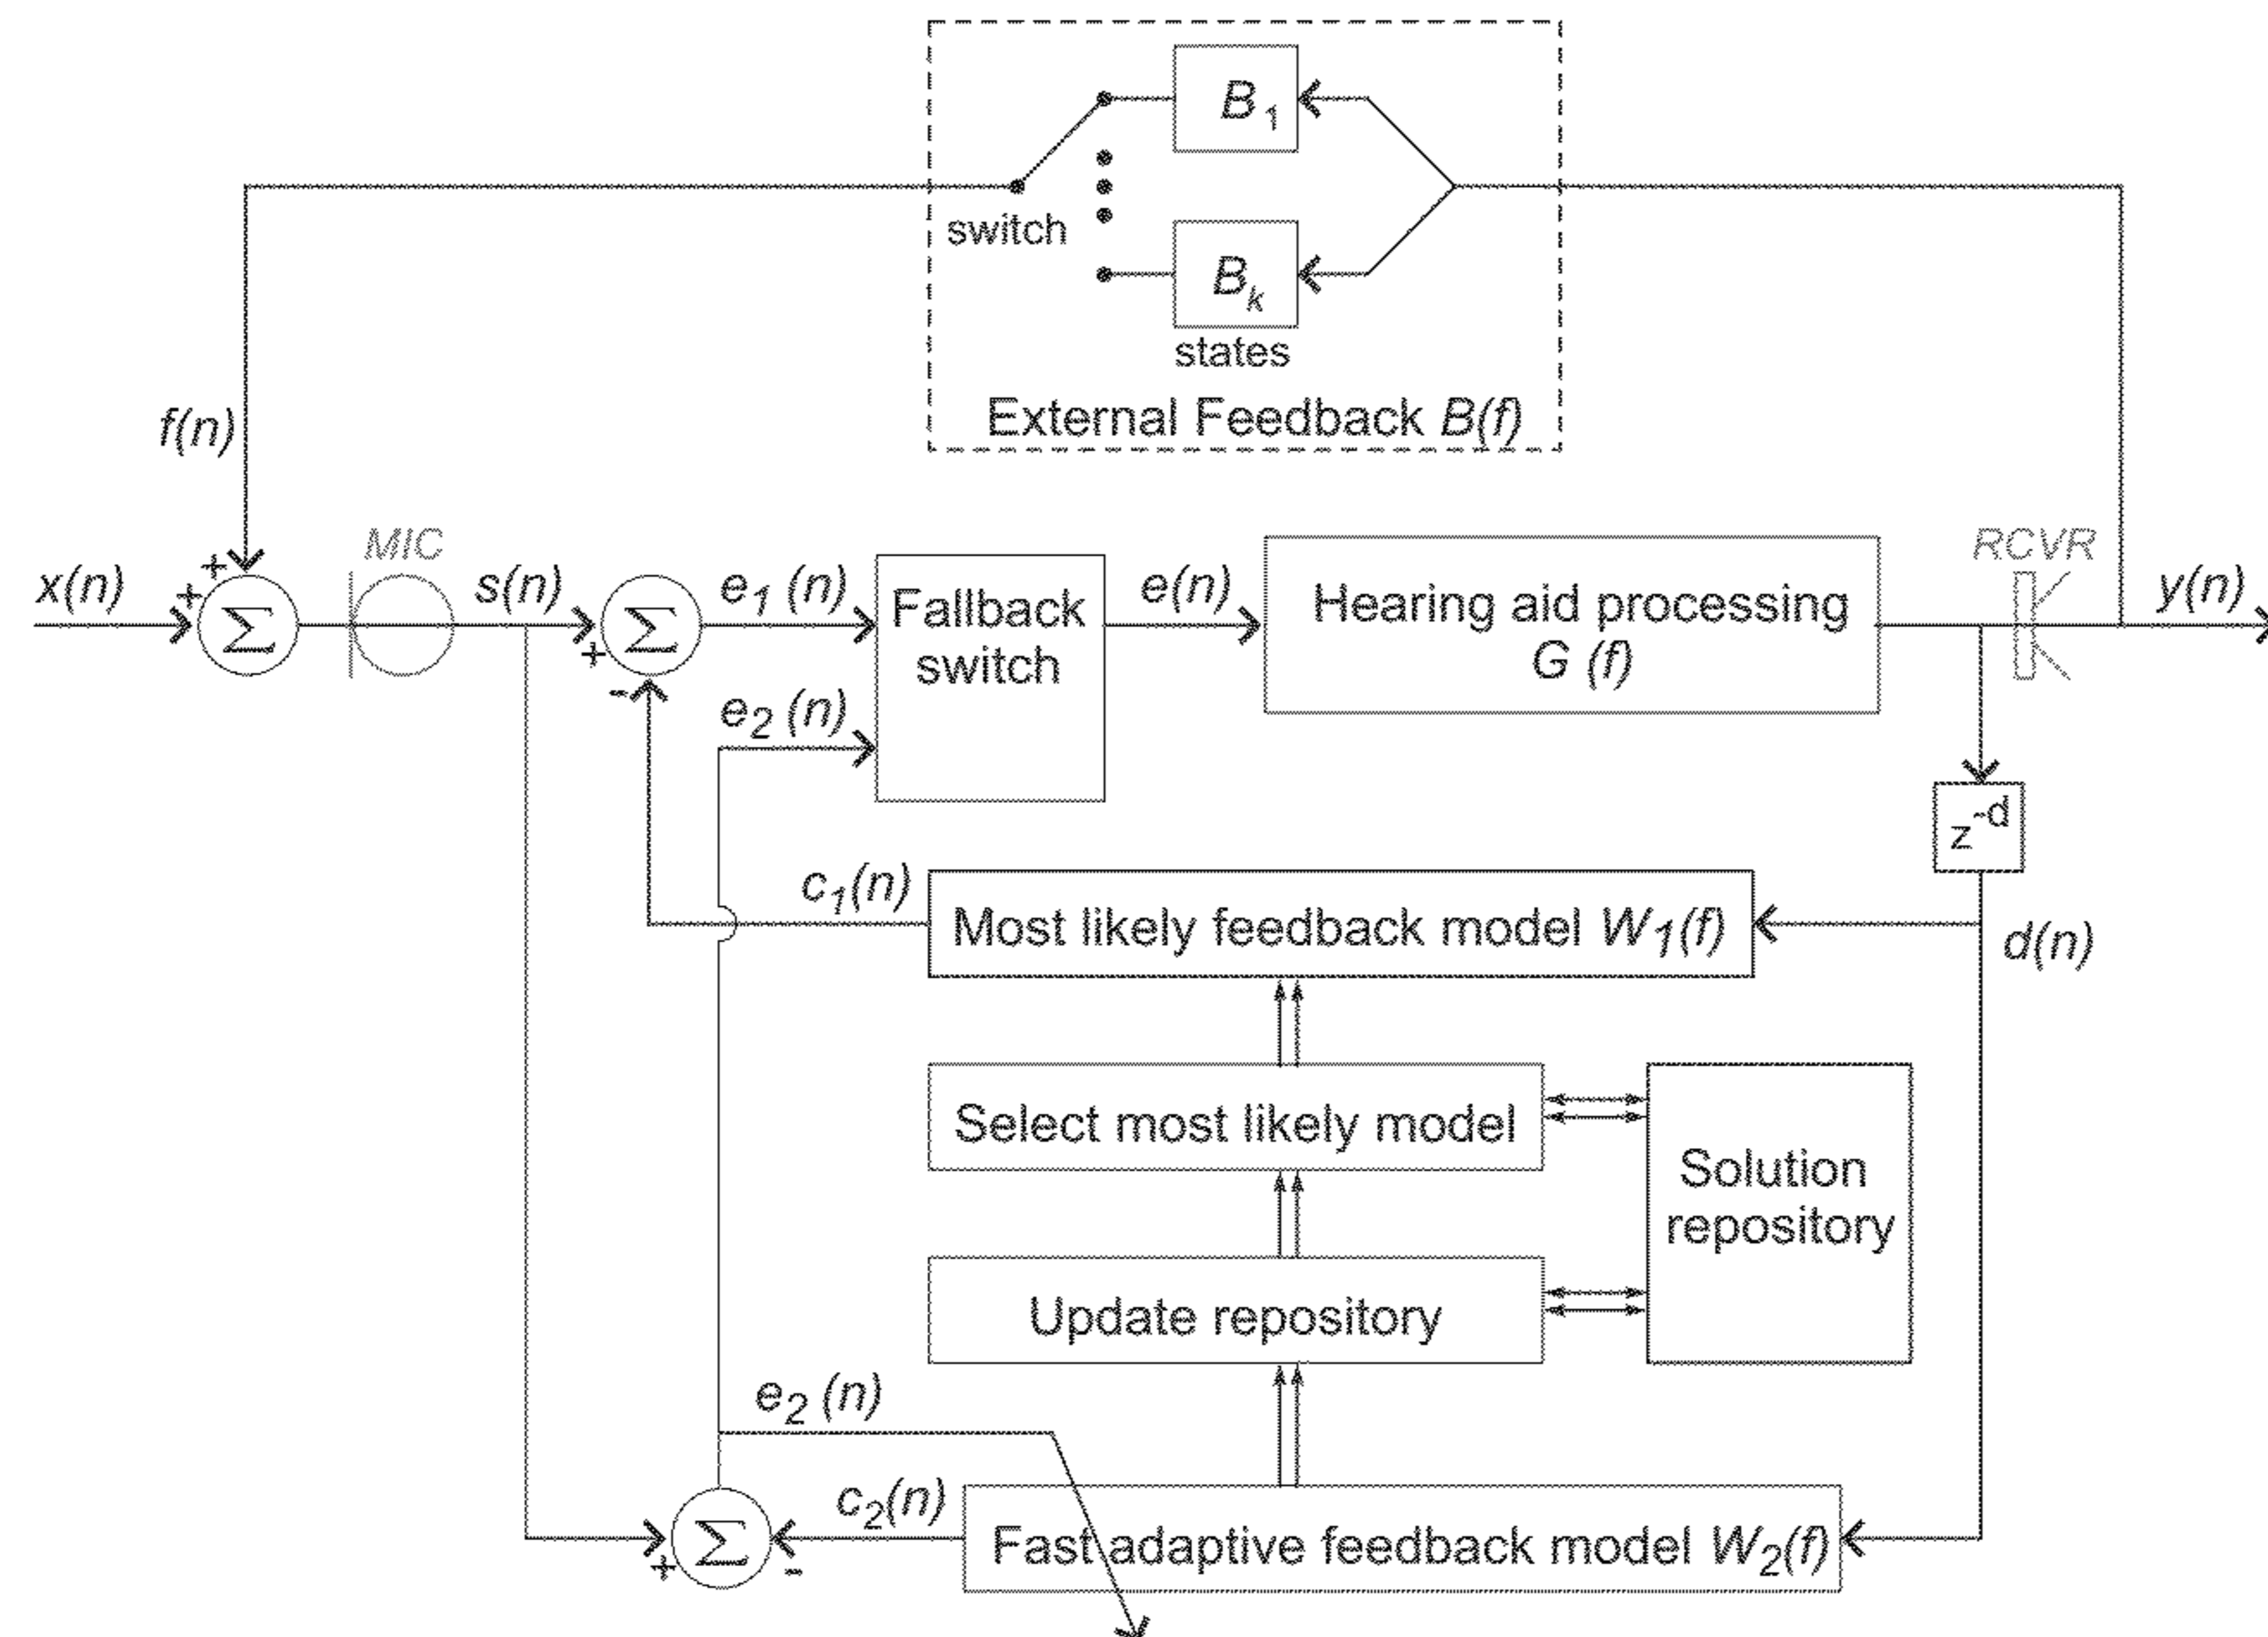 B1
switch
Bk
states
External Feedback B(f)
f(n)
+
MIC
RCVR
x(n)
+
Σ
s(n)
+
Σ
-
e1 (n)
e2 (n)
Fallback
switch
e(n)
Hearing aid processing
G (f)
y(n)
z-d
c1(n)
Most likely feedback model W1(f)
d(n)
Select most likely model
Solution
repository
Update repository
e2 (n)
+
Σ
-
c2(n)
Fast adaptive feedback model W2(f)